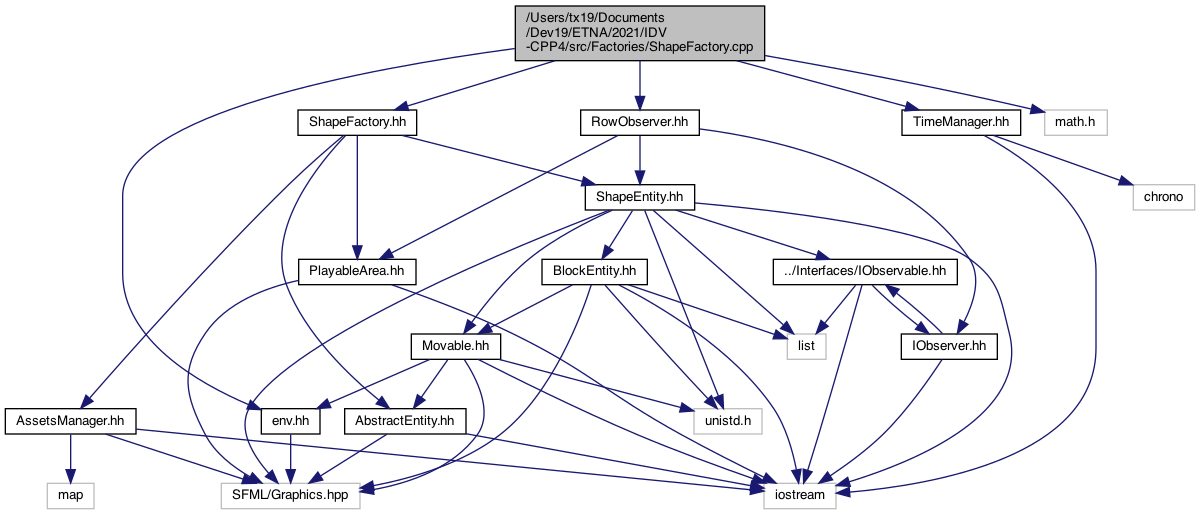 /Users/tx19/Documents
/Dev19/ETNA/2021/IDV
-CPP4/src/Factories/ShapeFactory.cpp
ShapeFactory.hh
RowObserver.hh
TimeManager.hh
math.h
ShapeEntity.hh
chrono
PlayableArea.hh
BlockEntity.hh
../Interfaces/IObservable.hh
Movable.hh
list
IObserver.hh
AssetsManager.hh
env.hh
AbstractEntity.hh
unistd.h
map
SFML/Graphics.hpp
iostream